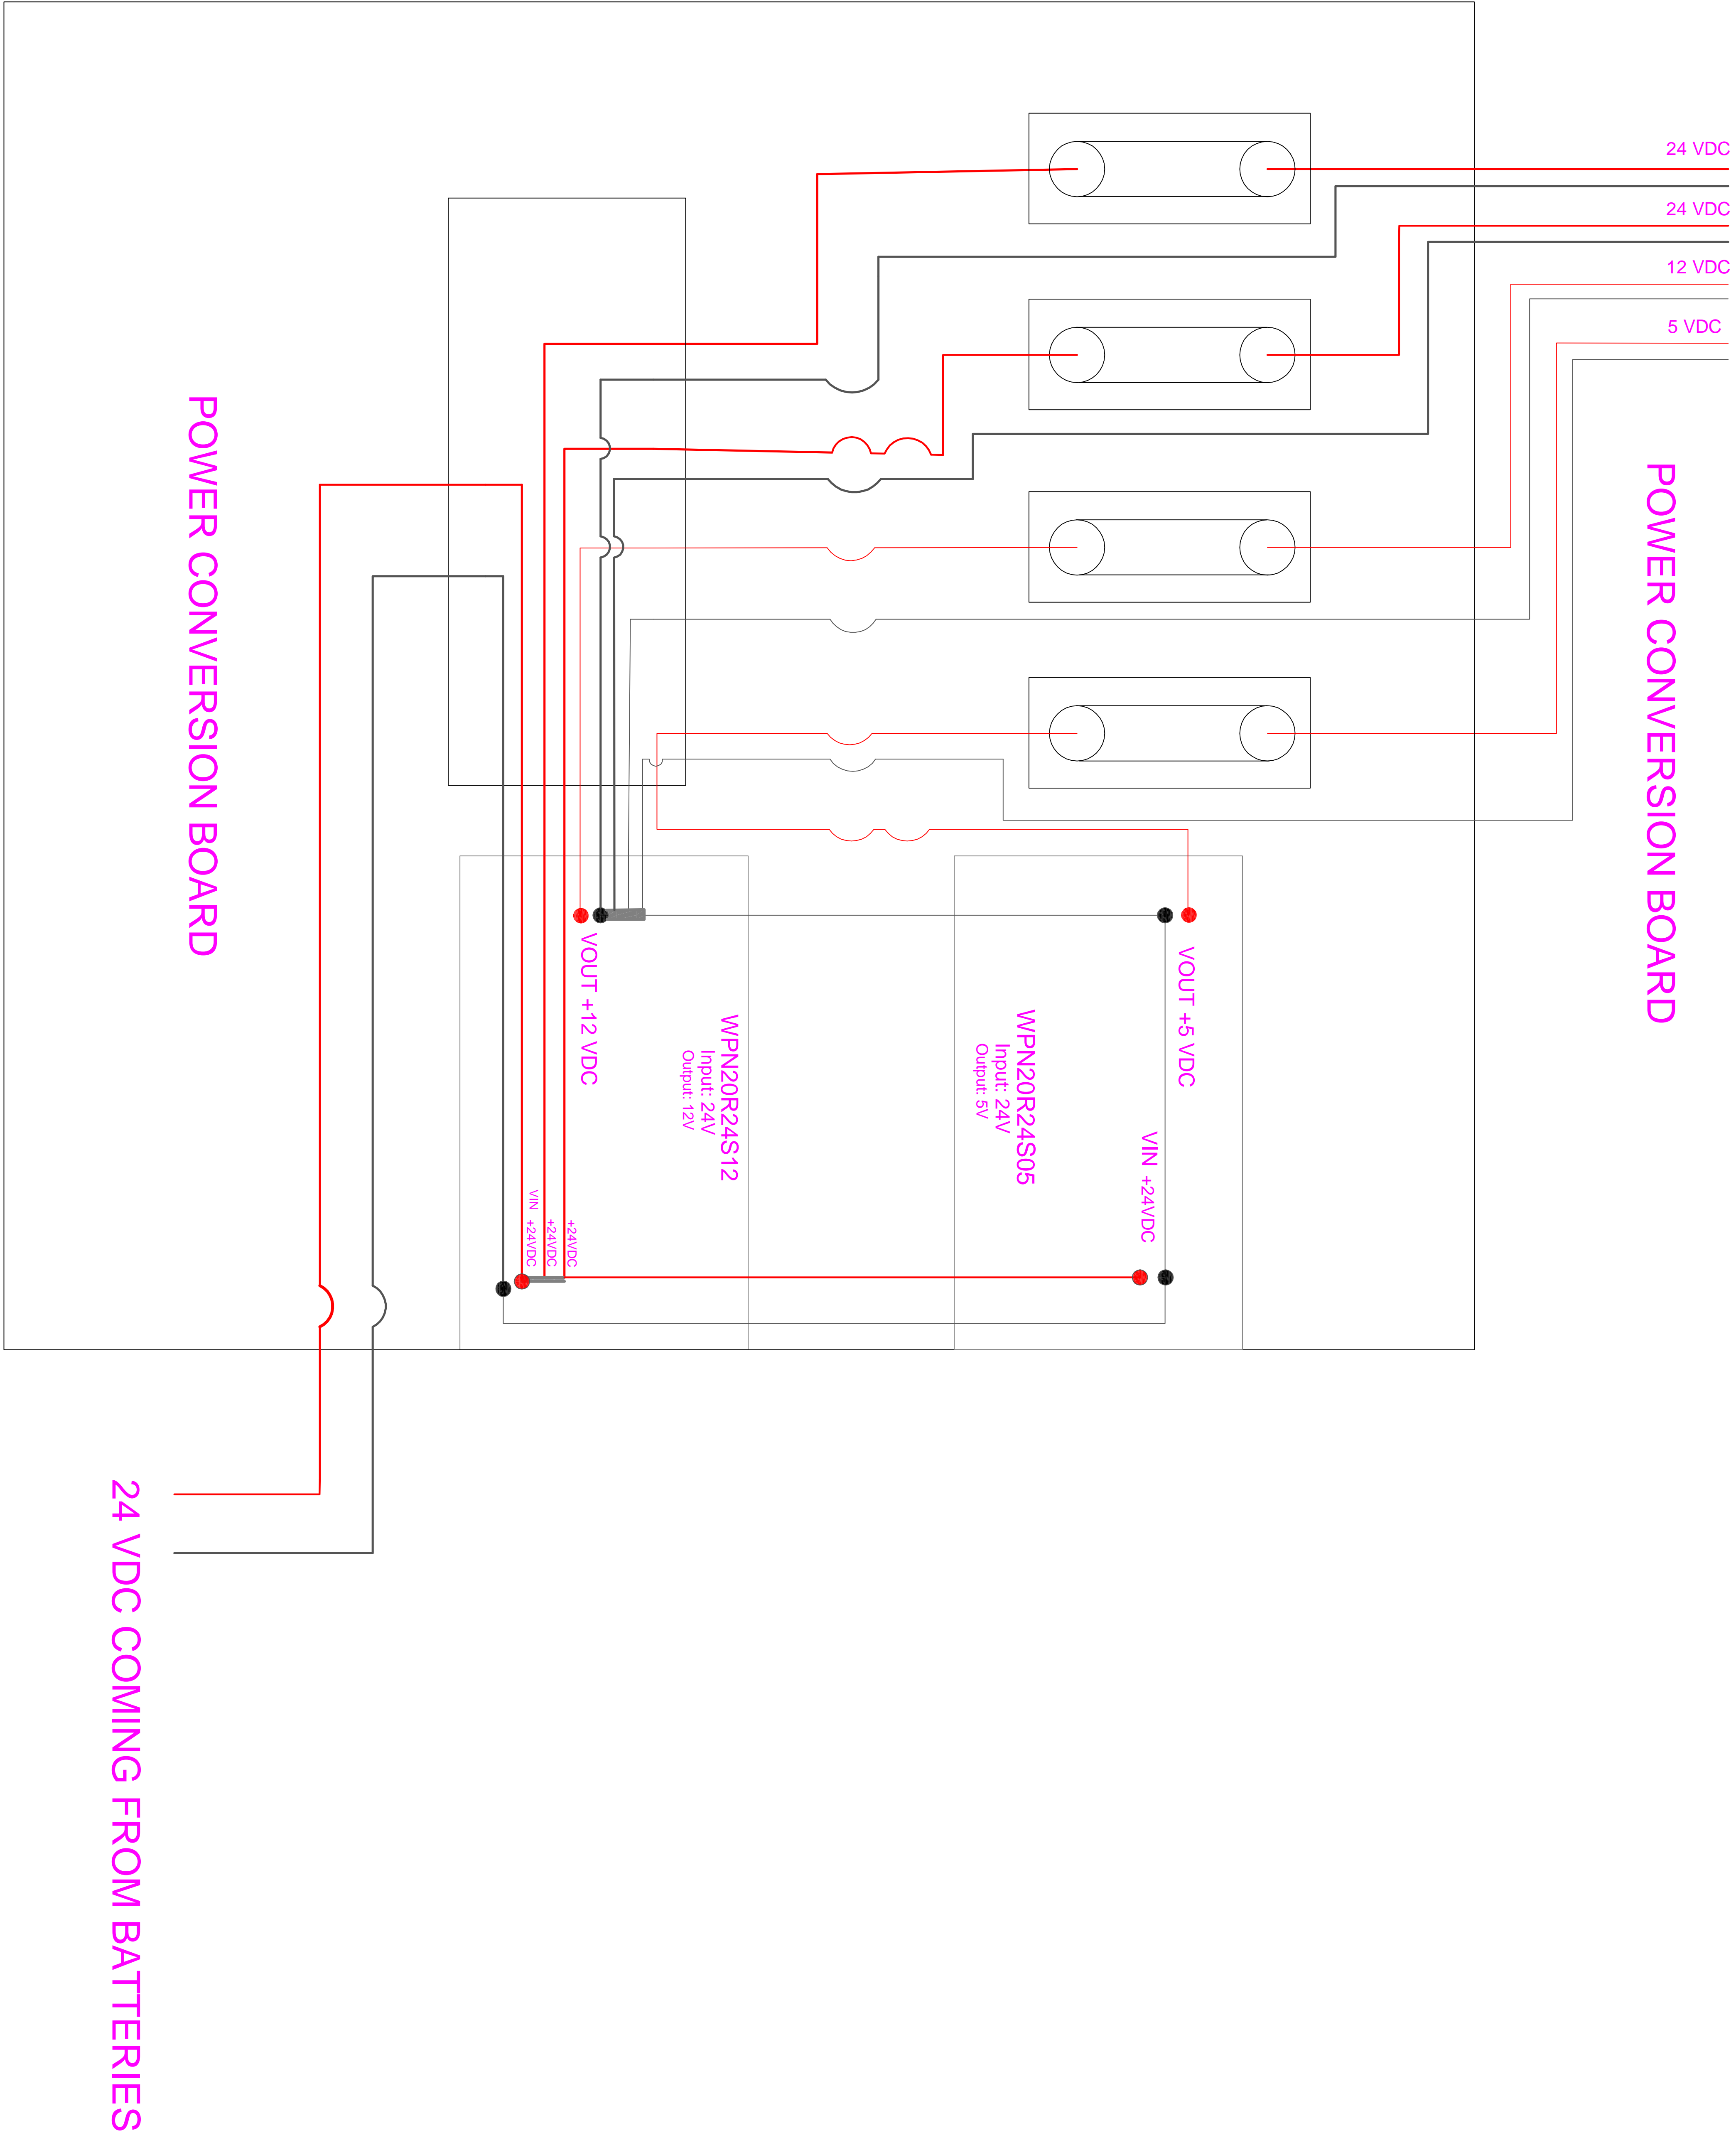 24 VDC
24 VDC
12 VDC
5 VDC
POWER CONVERSION BOARD
POWER CONVERSION BOARD
VOUT +12 VDC
VOUT +5 VDC
WPN20R24S12
Input: 24V
Output: 12V
WPN20R24S05
Input: 24V
Output: 5V
VIN +24VDC
VIN +24VDC
+24VDC
+24VDC
24 VDC COMING FROM BATTERIES